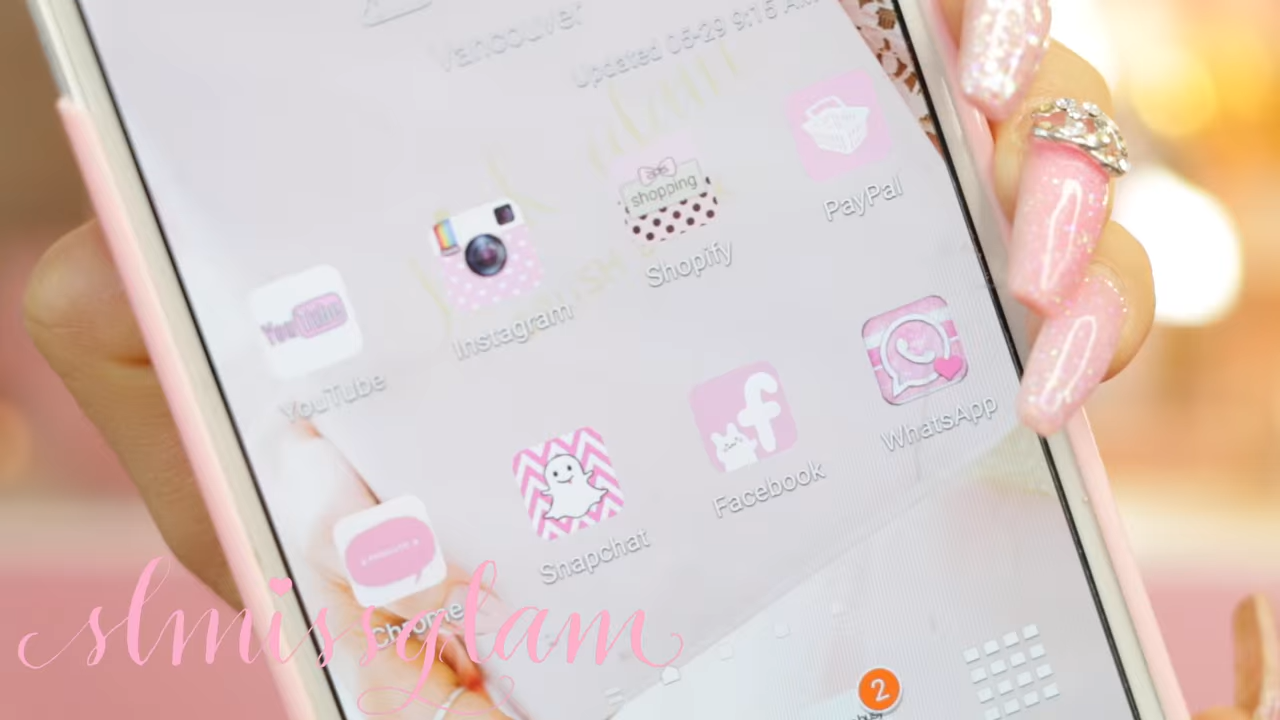 Vancouver
Updated 05-29 9:15 AM
PayPal
shopping
Shopify
Instagram
YouTube
YouTube
WhatsApp
Facebook
Snapchat
Chrome
slmissglam
2